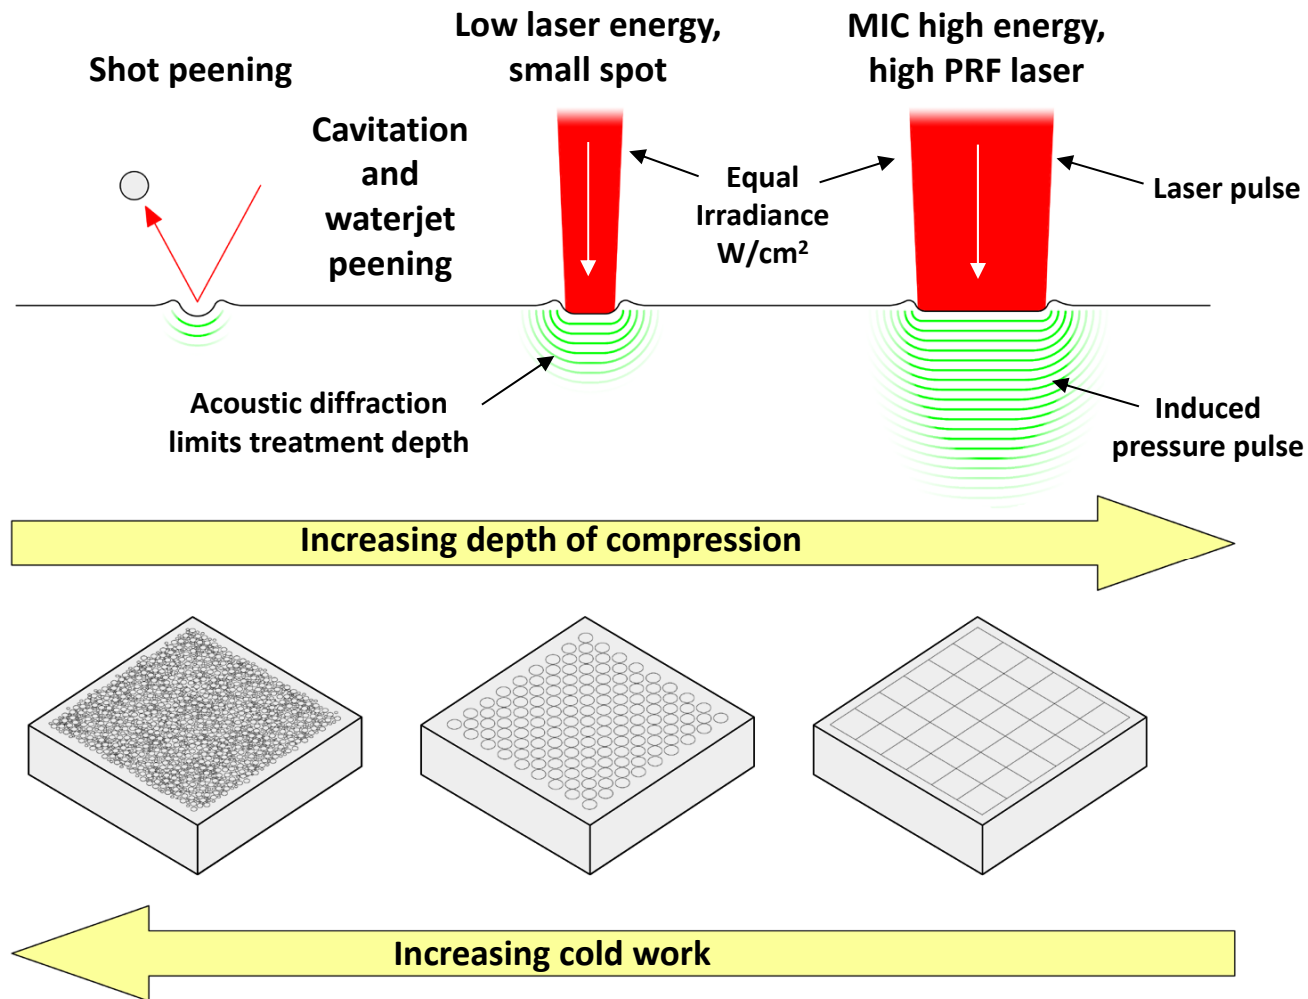 Shot peening
Cavitation
and
waterjet
peening
Low laser energy,
small spot
MIC high energy,
high PRF laser
Equal
Irradiance
W/cm²
Laser pulse
Acoustic diffraction
limits treatment depth
Induced
pressure pulse
Increasing depth of compression
Increasing cold work